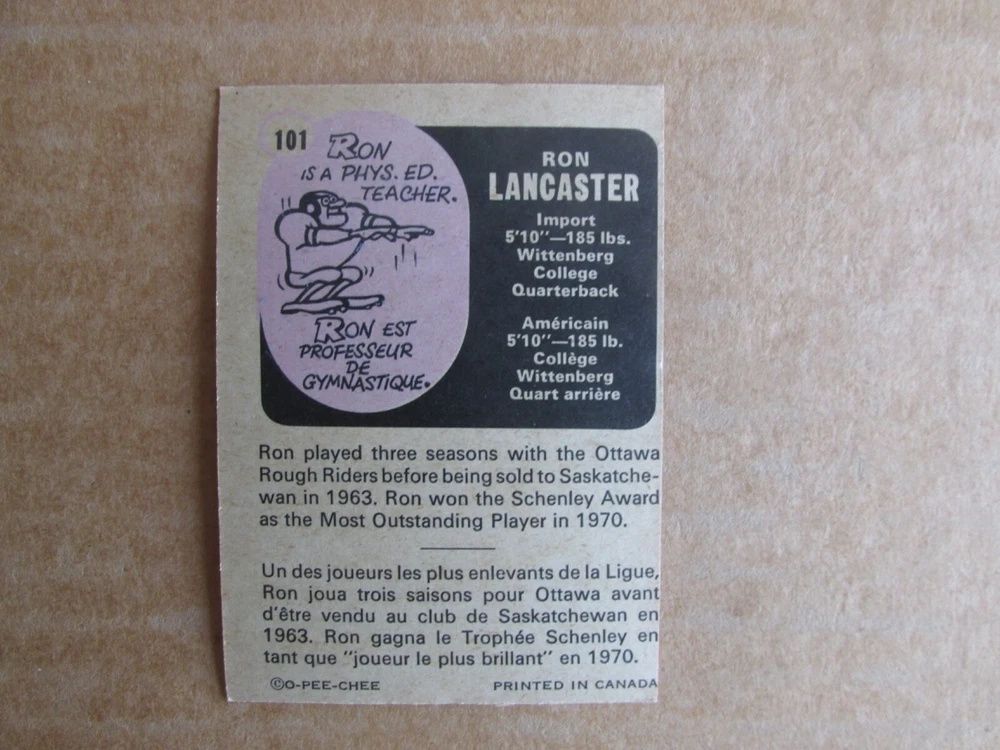 101
RON
IS A PHYS. ED.
TEACHER.
RON EST
PROFESSEUR
DE
GYMNASTIQUE.
RON
LANCASTER
Import
5'10"—185 lbs.
Wittenberg
College
Quarterback
Américain
5'10"—185 lb.
Collège
Wittenberg
Quart arrière
Ron played three seasons with the Ottawa
Rough Riders before being sold to Saskatche-
wan in 1963. Ron won the Schenley Award
as the Most Outstanding Player in 1970.
Un des joueurs les plus enlevants de la Ligue,
Ron joua trois saisons pour Ottawa avant
d'être vendu au club de Saskatchewan en
1963. Ron gagna le Trophée Schenley en
tant que "joueur le plus brillant" en 1970.
©O-PEE-CHEE
PRINTED IN CANADA